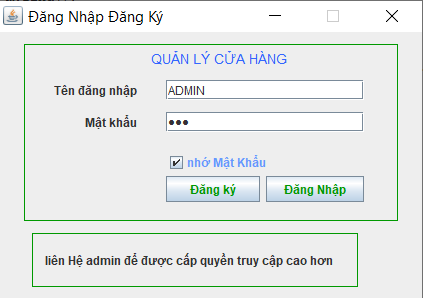 Đăng Nhập Đăng Ký
QUẢN LÝ CỬA HÀNG
Tên đăng nhập ADMIN
Mật khẩu •••
nhớ Mật Khẩu
Đăng ký Đăng Nhập
liên Hệ admin để được cấp quyền truy cập cao hơn